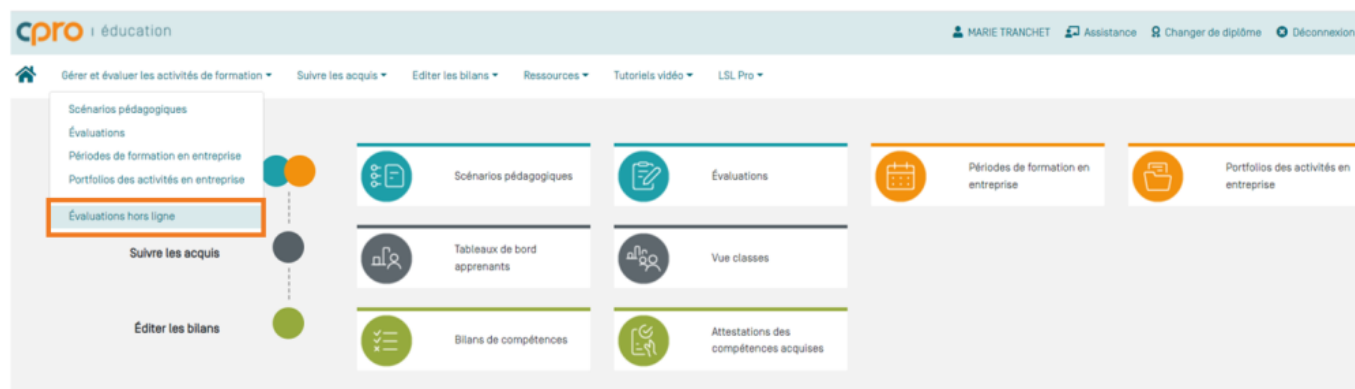 cpro | éducation
MARIE TRANCHET Assistance Changer de diplôme Déconnexion
Gérer et évaluer les activités de formation Suivre les acquis Editer les bilans Ressources Tutoriels vidéo LSL Pro
Scénarios pédagogiques
Évaluations
Périodes de formation en entreprise
Portfolios des activités en entreprise
Évaluations hors ligne
Scénarios pédagogiques
Évaluations
Périodes de formation en
entreprise
Portfolios des activités en
entreprise
Suivre les acquis
Tableaux de bord
apprenants
Vue classes
Éditer les bilans
Bilans de compétences
Attestations des
compétences acquises